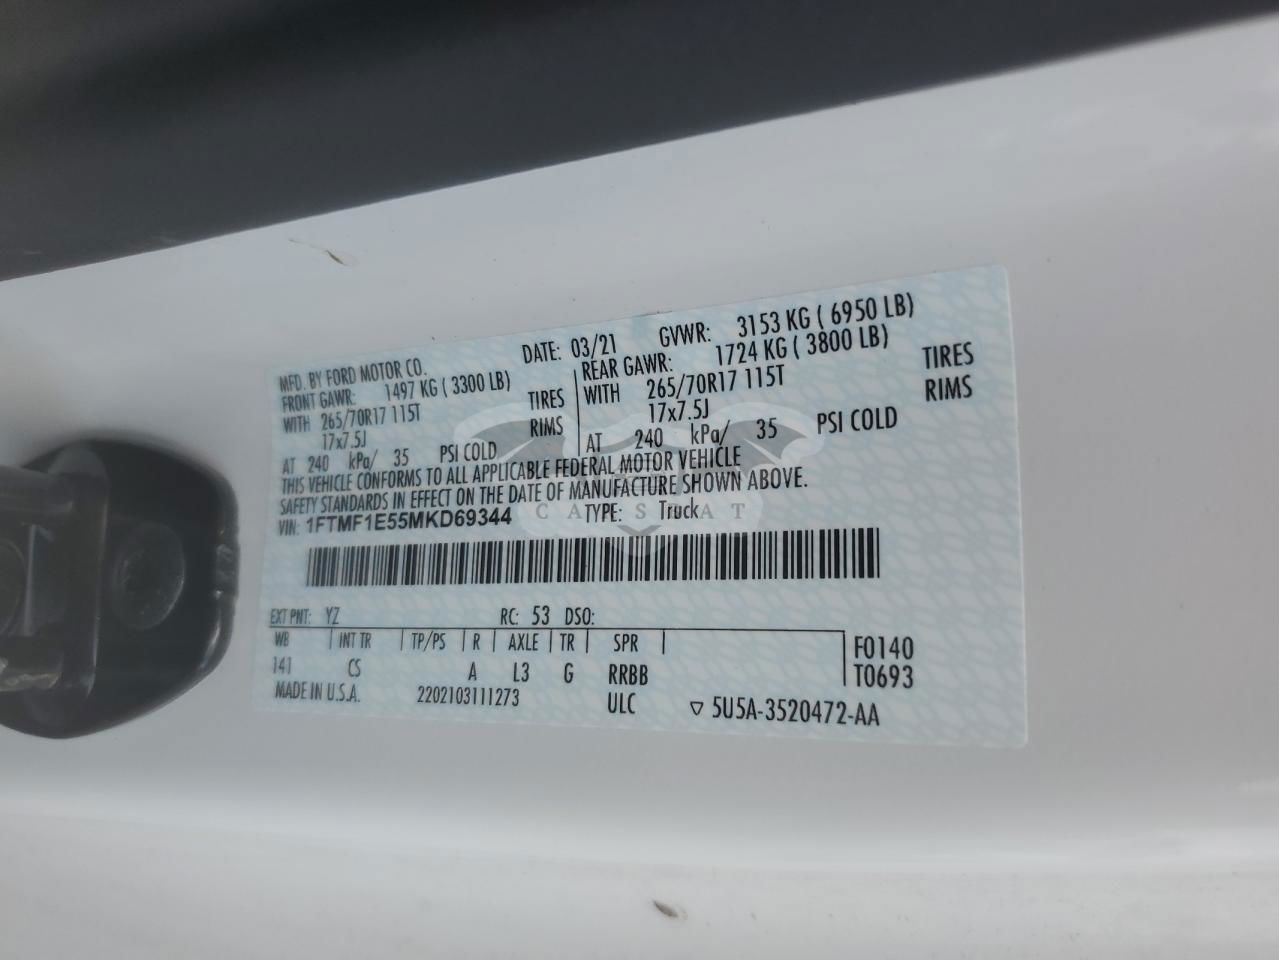 MFD. BY FORD MOTOR CO. DATE: 03/21 GVWR: 3153 KG ( 6950 LB)
FRONT GAWR: 1497 KG ( 3300 LB) REAR GAWR: 1724 KG ( 3800 LB)
WITH 265/70R17 115T TIRES WITH 265/70R17 115T TIRES
17x7.5J RIMS 17x7.5J RIMS
AT 240 kPa/ 35 PSI COLD AT 240 kPa/ 35 PSI COLD
THIS VEHICLE CONFORMS TO ALL APPLICABLE FEDERAL MOTOR VEHICLE
SAFETY STANDARDS IN EFFECT ON THE DATE OF MANUFACTURE SHOWN ABOVE.
VIN: 1FTMF1E55MKD69344 TYPE: Truck
EXT PNT: YZ RC: 53 DSO:
WB INT TR TP/PS R AXLE TR SPR F0140
141 CS A L3 G RRBB T0693
MADE IN U.S.A. 2202103111273 ULC ▽ 5U5A-3520472-AA